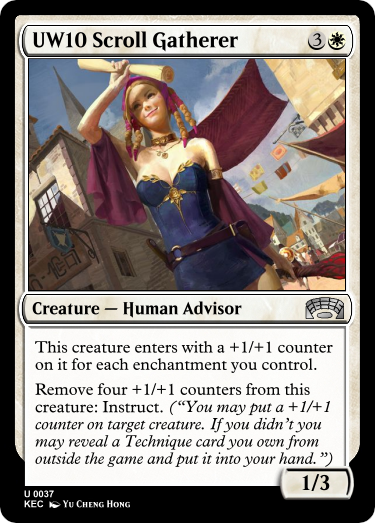 UW10 Scroll Gatherer
3
Creature — Human Advisor
This creature enters with a +1/+1 counter
on it for each enchantment you control.
Remove four +1/+1 counters from this
creature: Instruct. (“You may put a +1/+1
counter on target creature. If you didn’t you
may reveal a Technique card you own from
outside the game and put it into your hand.”)
1/3
U 0037
KEC Yu Cheng Hong